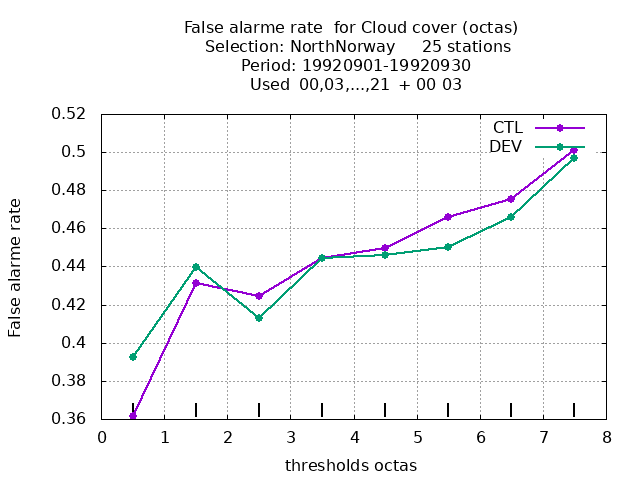 False alarme rate  for Cloud cover (octas)
Selection: NorthNorway     25 stations
Period: 19920901-19920930
Used  00,03,...,21  + 00 03
CTL
DEV
False alarme rate
0.52
0.5
0.48
0.46
0.44
0.42
0.4
0.38
0.36
0 1 2 3 4 5 6 7 8
thresholds octas